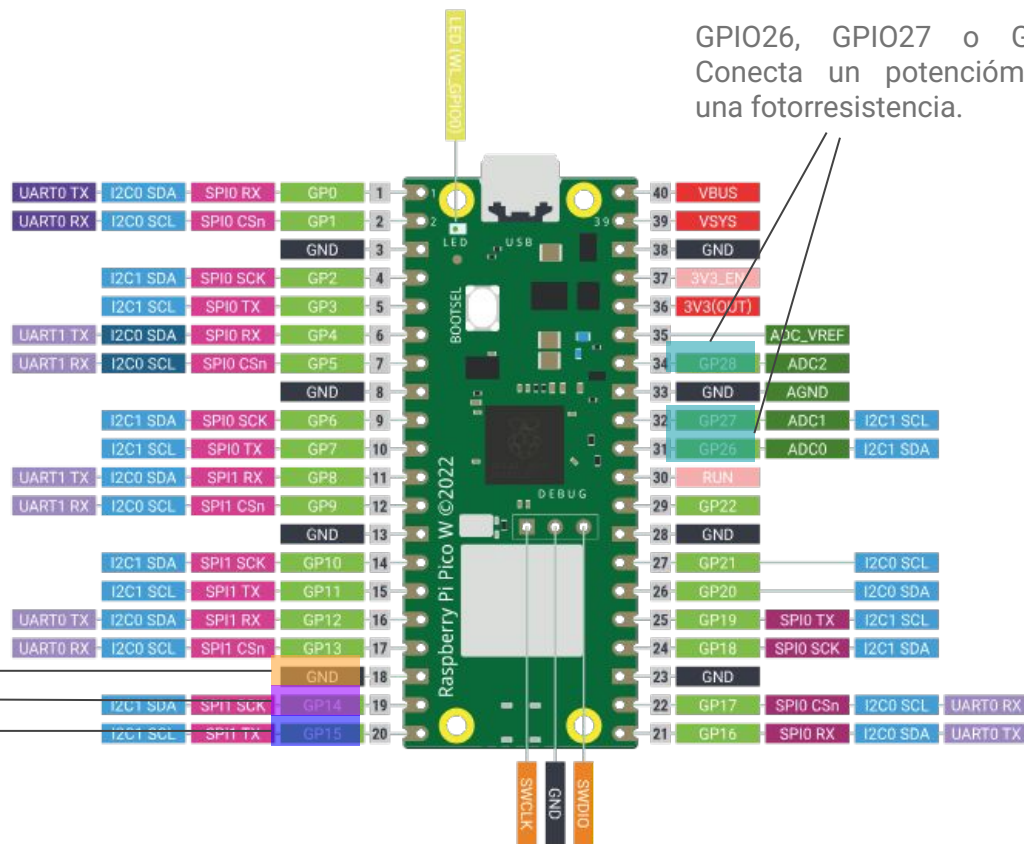 LED (WL_GPIO0)
GPIO26, GPIO27 o G
Conecta un potencióm
una fotorresistencia.
UART0 TX I2C0 SDA SPI0 RX GP0 1 40 VBUS
UART0 RX I2C0 SCL SPI0 CSn GP1 2 39 VSYS
GND 3 38 GND
I2C1 SDA SPI0 SCK GP2 4 37 3V3_EN
I2C1 SCL SPI0 TX GP3 5 36 3V3(OUT)
UART1 TX I2C0 SDA SPI0 RX GP4 6 35 ADC_VREF
UART1 RX I2C0 SCL SPI0 CSn GP5 7 34 GP28 ADC2
GND 8 33 GND AGND
I2C1 SDA SPI0 SCK GP6 9 32 GP27 ADC1 I2C1 SCL
I2C1 SCL SPI0 TX GP7 10 31 GP26 ADC0 I2C1 SDA
UART1 TX I2C0 SDA SPI1 RX GP8 11 30 RUN
UART1 RX I2C0 SCL SPI1 CSn GP9 12 29 GP22
GND 13 28 GND
I2C1 SDA SPI1 SCK GP10 14 27 GP21 I2C0 SCL
I2C1 SCL SPI1 TX GP11 15 26 GP20 I2C0 SDA
UART0 TX I2C0 SDA SPI1 RX GP12 16 25 GP19 SPI0 TX I2C1 SCL
UART0 RX I2C0 SCL SPI1 CSn GP13 17 24 GP18 SPI0 SCK I2C1 SDA
GND 18 23 GND
I2C1 SDA SPI1 SCK GP14 19 22 GP17 SPI0 CSn I2C0 SCL UART0 RX
I2C1 SCL SPI1 TX GP15 20 21 GP16 SPI0 RX I2C0 SDA UART0 TX
1
2
39
LED
USB
BOOTSEL
DEBUG
Raspberry Pi Pico W ©2022
SWCLK
GND
SWDIO